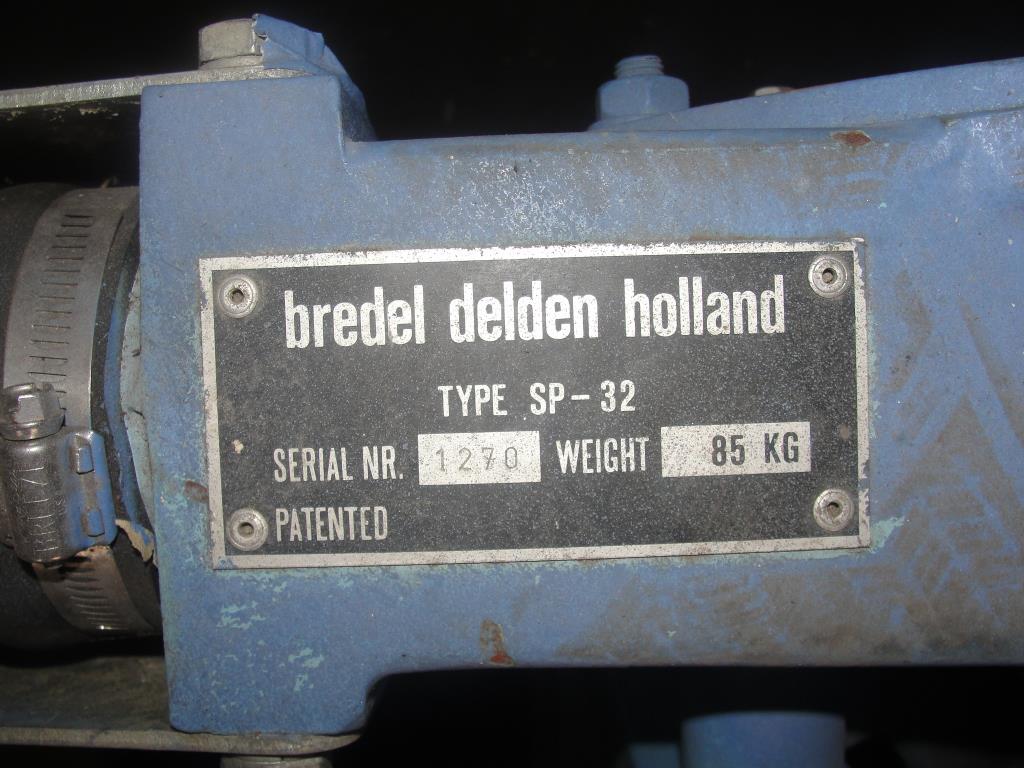 bredel delden holland
TYPE SP-32
SERIAL NR. 1270 WEIGHT 85 KG
PATENTED